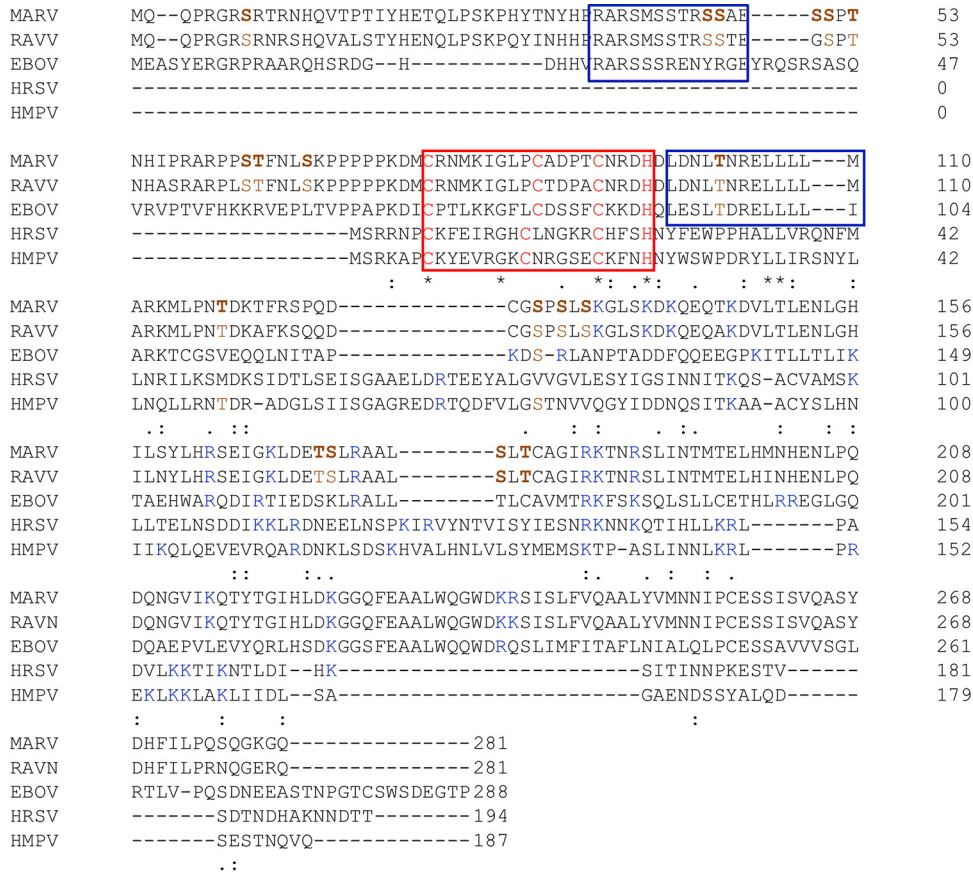 MARV MQ--QPRGRSRTRNHQVTPTIYHETQLPSKPHYTNYHPRARSMSSTRSSAE-----SSPT 53
RAVV MQ--QPRGRSRNRSHQVALSTYHENQLPSKPQYINHHPRARSMSSTRSSTE-----GSPT 53
EBOV MEASYERGRPRAARQHSRDG--H-----------DHHVRARSSSRENYRGEYRQSRSASQ 47
HRSV ------------------------------------------------------------ 0
HMPV ------------------------------------------------------------ 0
MARV NHIPRARPPSTFNLSKPPPPPPKDMCRNMKIGLPCADPTCNRDHDLDNLTNRELLLL---M 110
RAVV NHASRARPLSTFNLSKPPPPPPKDMCRNMKIGLPCTDPACNRDHDLDNLTNRELLLL---M 110
EBOV VRVPTVFHKKRVEPLTVPPAPKDICPTLKKGFLCDSSFCKKDHQLESLTDRELLLL---I 104
HRSV ------------------MSRRNPCKFEIRGHCLNGKRCHFSHNYFEWPPHALLVRQNFM 42
HMPV ------------------MSRKAPCKYEVRGKCNRGSECKFNHNYWSWPDRYLLIRSNYL 42
: * . *.* . **: :
MARV ARKMLPNTDKTFRSPQD--------------CGSPSLSKGLSKDKQEQTKDVLTLENLGH 156
RAVV ARKMLPNTDKAFKSQQD--------------CGSPSLSKGLSKDKQEQAKDVLTLENLGH 156
EBOV ARKTCGSVEQQLNITAP--------------KDS-RLANPTADDFQQEEGPKITLLTLIK 149
HRSV LNRILKSMDKSIDTLSEISGAAELDRTEEYALGVVGVLESYIGSINNITKQS-ACVAMSK 101
HMPV LNQLLRNTDR-ADGLSIISGAGREDRTQDFVLGSTNVVQGYIDDNQSITKAA-ACYSLHN 100
.: . :: . : . :. : :
MARV ILSYLHRSEIGKLDETSLRAAL--------SLTCAGIRKTNRSLINTMTELHMNHENLPQ 208
RAVV ILNYLHRSEIGKLDETSLRAAL--------SLTCAGIRKTNRSLINTMTELHINHENLPQ 208
EBOV TAEHWARQDIRTIEDSKLRALL--------TLCAVMTRKFSKSQLSLLCETHLRREGLGQ 201
HRSV LLTELNSDDIKKLRDNEELNSPKIRVYNTVISYIESNRKNNKQTIHLLKRL-------PA 154
HMPV IIKQLQEVEVRQARDNKLSDSKHVALHNLVLSYMEMSKTP-ASLINNLKRL-------PR 152
:: :.. :. . : : .
MARV DQNGVIKQTYTGIHLDKGGQFEAALWQGWDKRSISLFVQAALYVMNNIPCESSISVQASY 268
RAVN DQNGVIKQTYTGIHLDKGGQFEAALWQGWDKKSISLFVQAALYVMNNIPCESSISVQASY 268
EBOV DQAEPVLEVYQRLHSDKGGSFEAALWQQWDRQSLIMFITAFLNIALQLPCESSAVVVSGL 261
HRSV DVLKKTIKNTLDI--HK-------------------------SITINNPKESTV------ 181
HMPV EKLKKLAKLIIDL--SA-------------------------GAENDSSYALQD------ 179
: : : :
MARV DHFILPQSQGKGQ---------------281
RAVN DHFILPRNQGERQ---------------281
EBOV RTLV-PQSDNEEASTNPGTCSWSDEGTP288
HRSV -------SDTNDHAKNNDTT--------194
HMPV -------SESTNQVQ-------------187
.: